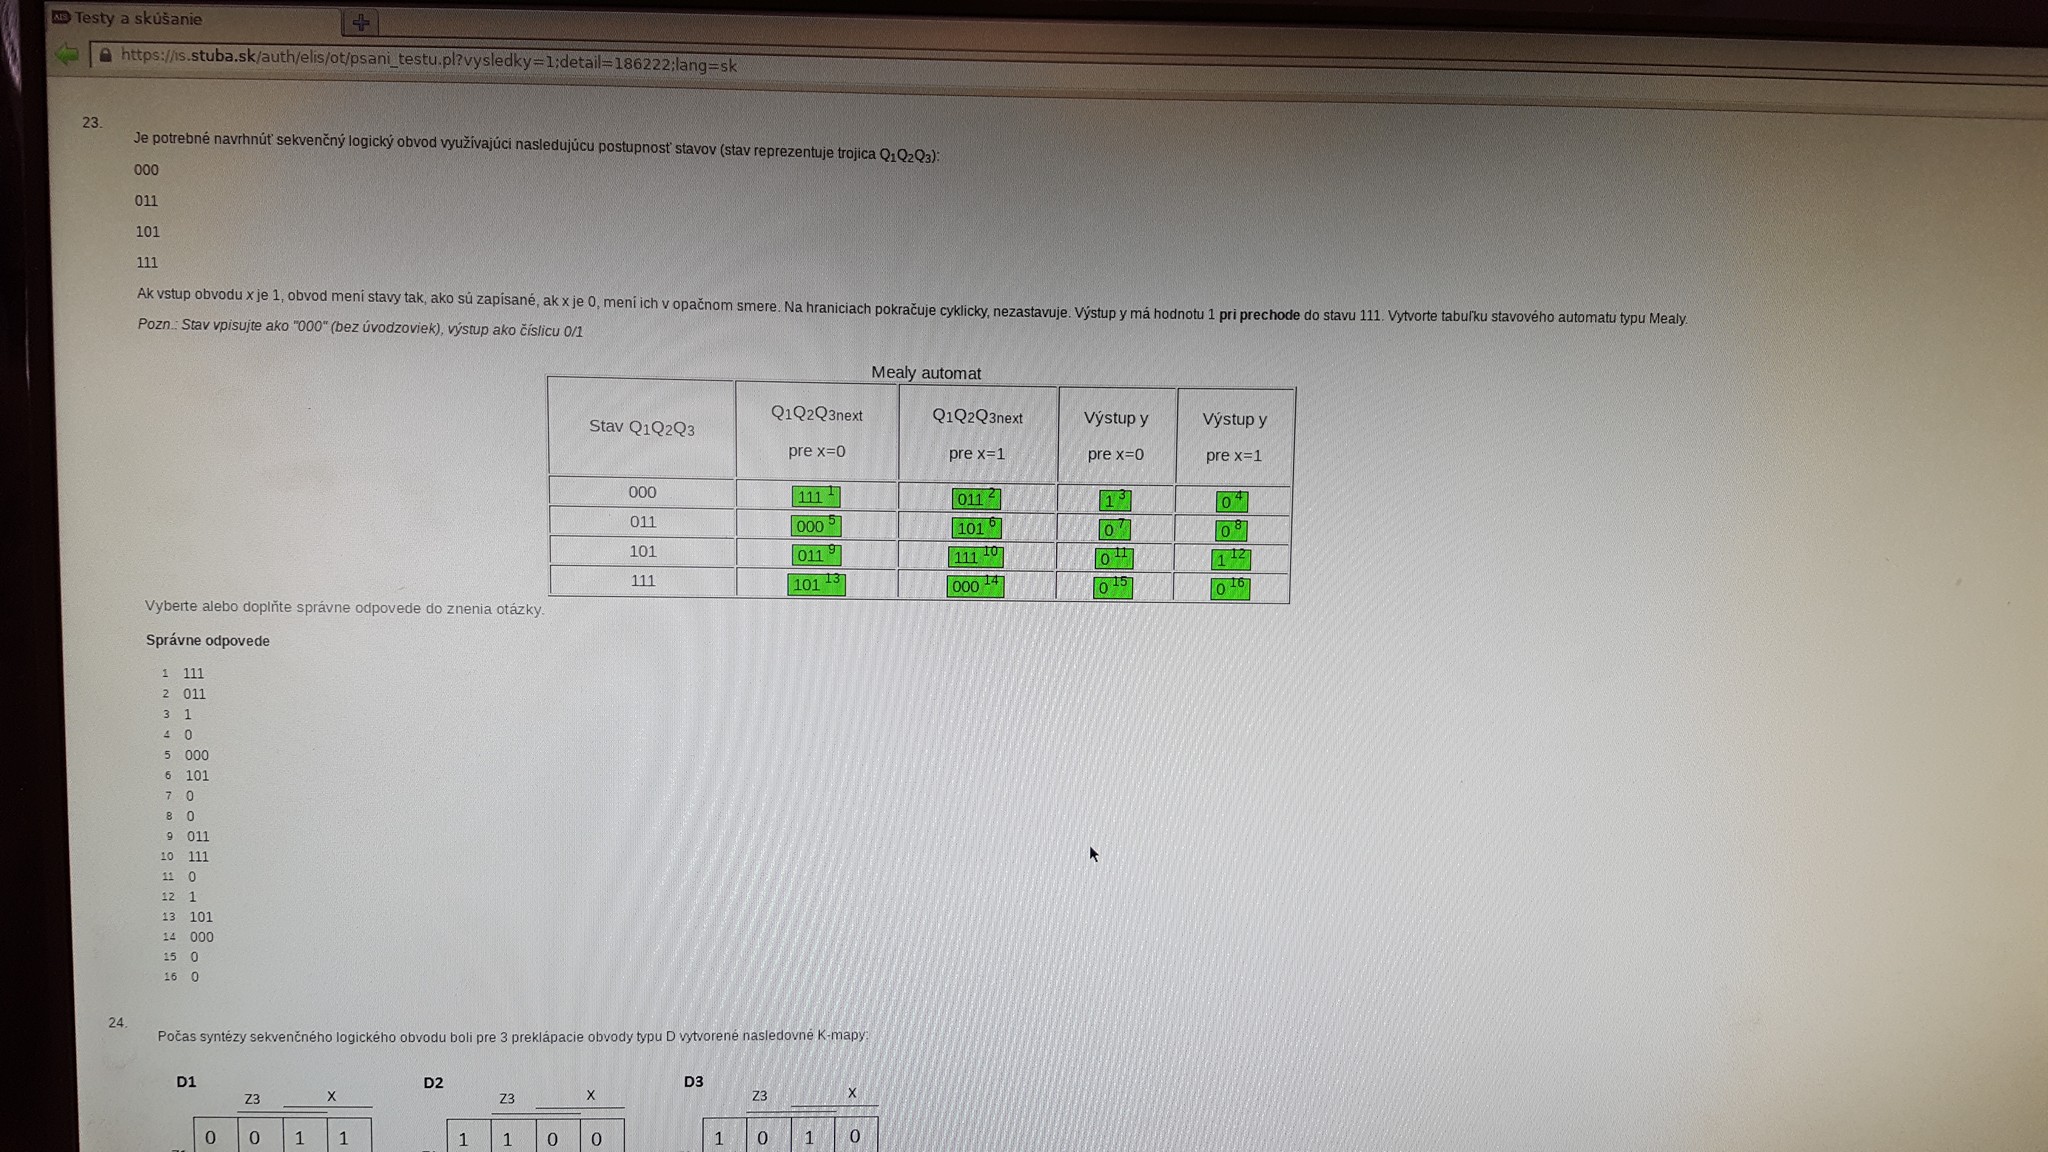 Testy a skúšanie
https://is.stuba.sk/auth/elis/ot/psani_testu.pl?vysledky=1;detail=186222;lang=sk
23.
Je potrebné navrhnúť sekvenčný logický obvod využívajúci nasledujúcu postupnosť stavov (stav reprezentuje trojica Q1Q2Q3):
000
011
101
111
Ak vstup obvodu x je 1, obvod mení stavy tak, ako sú zapísané, ak x je 0, mení ich v opačnom smere. Na hraniciach pokračuje cyklicky, nezastavuje. Výstup y má hodnotu 1 pri prechode do stavu 111. Vytvorte tabuľku stavového automatu typu Mealy.
Pozn.: Stav vpisujte ako "000" (bez úvodzoviek), výstup ako číslicu 0/1
Mealy automat
Stav Q1Q2Q3 Q1Q2Q3next pre x=0 Q1Q2Q3next pre x=1 Výstup y pre x=0 Výstup y pre x=1
000 111 1 011 2 1 3 0 4
011 000 5 101 6 0 7 0 8
101 011 9 111 10 0 11 1 12
111 101 13 000 14 0 15 0 16
Vyberte alebo doplňte správne odpovede do znenia otázky.
Správne odpovede
1 111
2 011
3 1
4 0
5 000
6 101
7 0
8 0
9 011
10 111
11 0
12 1
13 101
14 000
15 0
16 0
24.
Počas syntézy sekvenčného logického obvodu boli pre 3 preklápacie obvody typu D vytvorené nasledovné K-mapy:
D1 D2 D3
Z3 X Z3 X Z3 X
0 0 1 1 1 1 0 0 1 0 1 0